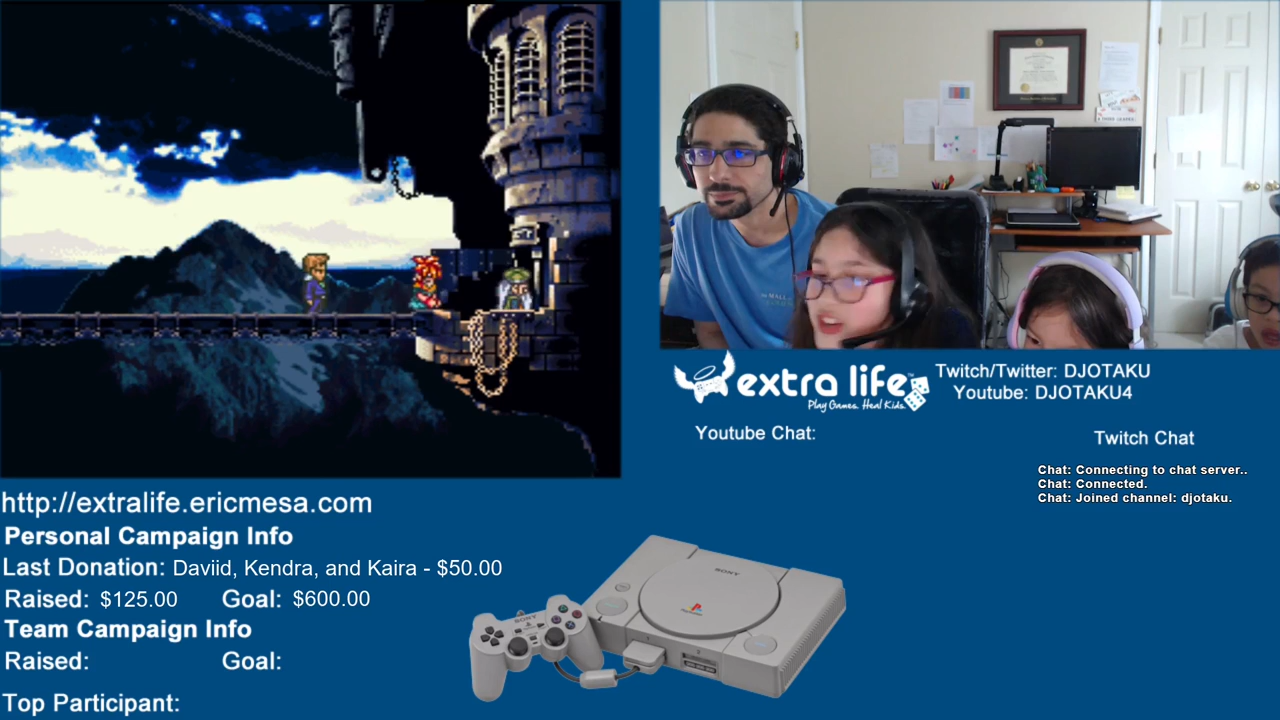 extra life
Play Games. Heal Kids.
Twitch/Twitter: DJOTAKU
Youtube: DJOTAKU4
Youtube Chat:
Twitch Chat
Chat: Connecting to chat server..
Chat: Connected.
Chat: Joined channel: djotaku.
http://extralife.ericmesa.com
Personal Campaign Info
Last Donation: Daviid, Kendra, and Kaira - $50.00
Raised: $125.00 Goal: $600.00
Team Campaign Info
Raised: Goal:
Top Participant:
SONY
SONY
PlayStation